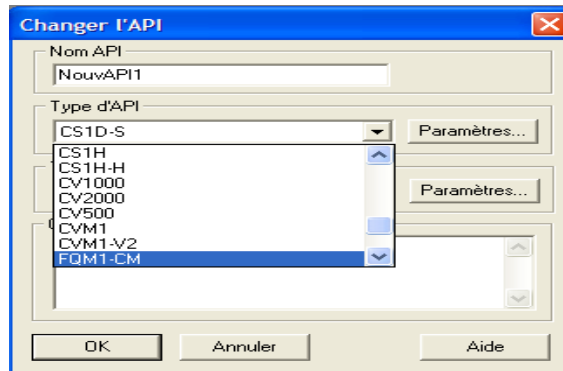 Changer l'API
Nom API
NouvAPI1
Type d'API
CS1D-S
Paramètres...
CS1H
CS1H-H
CV1000
CV2000
CV500
CVM1
CVM1-V2
FQM1-CM
Paramètres...
OK
Annuler
Aide